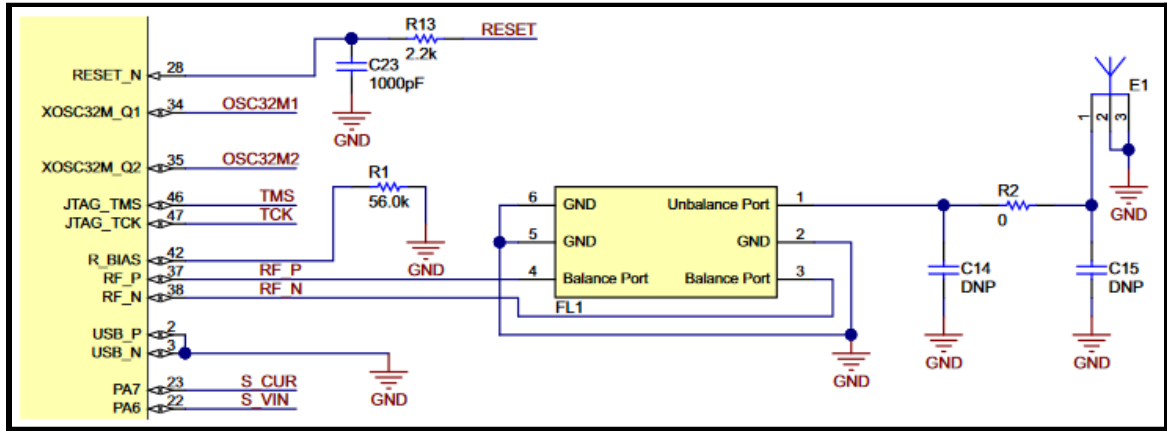 R13
RESET
2.2k
C23
1000pF
GND
RESET_N 28
XOSC32M_Q1 34 OSC32M1
XOSC32M_Q2 35 OSC32M2
JTAG_TMS 46 TMS
JTAG_TCK 47 TCK
R_BIAS 42
RF_P 37 RF_P
RF_N 38 RF_N
USB_P 2
USB_N 3
PA7 23 S_CUR
PA6 22 S_VIN
R1
56.0k
GND
GND
6 GND Unbalance Port 1
5 GND GND 2
4 Balance Port Balance Port 3
FL1
GND
R2
0
C14
DNP
GND
C15
DNP
GND
E1
1 2 3
GND